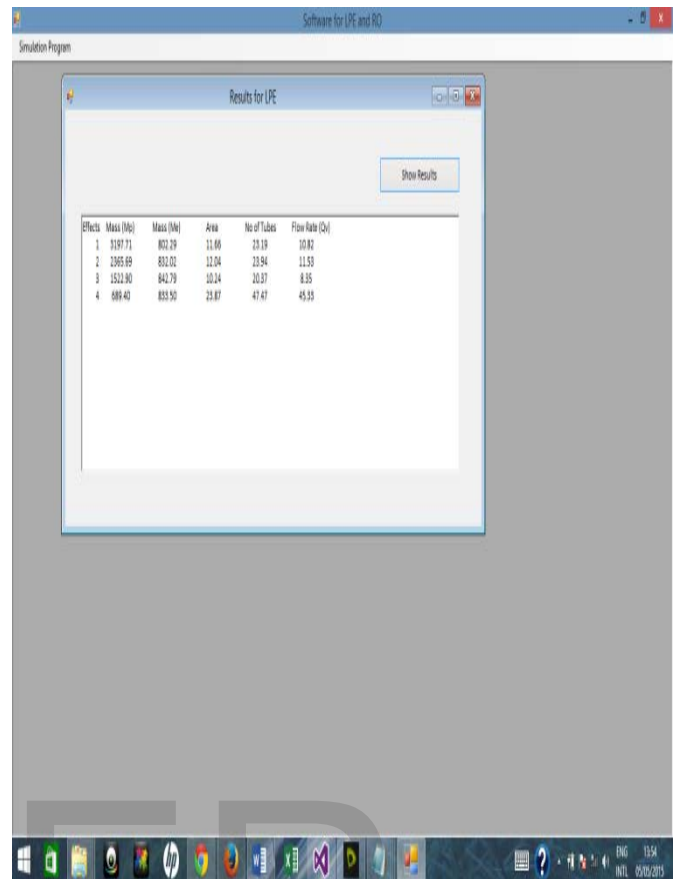 Software for LPE and RO
Simulation Program
Results for LPE
Show Results
Effects Mass (Mp) Mass (Me) Area No of Tubes Flow Rate (Qv)
1 3197.71 802.29 11.66 23.19 10.82
2 2365.69 832.02 12.04 23.94 11.53
3 1522.90 842.79 10.24 20.37 8.35
4 689.40 833.50 23.87 47.47 45.33
ENG 13:54
INTL 05/05/2015